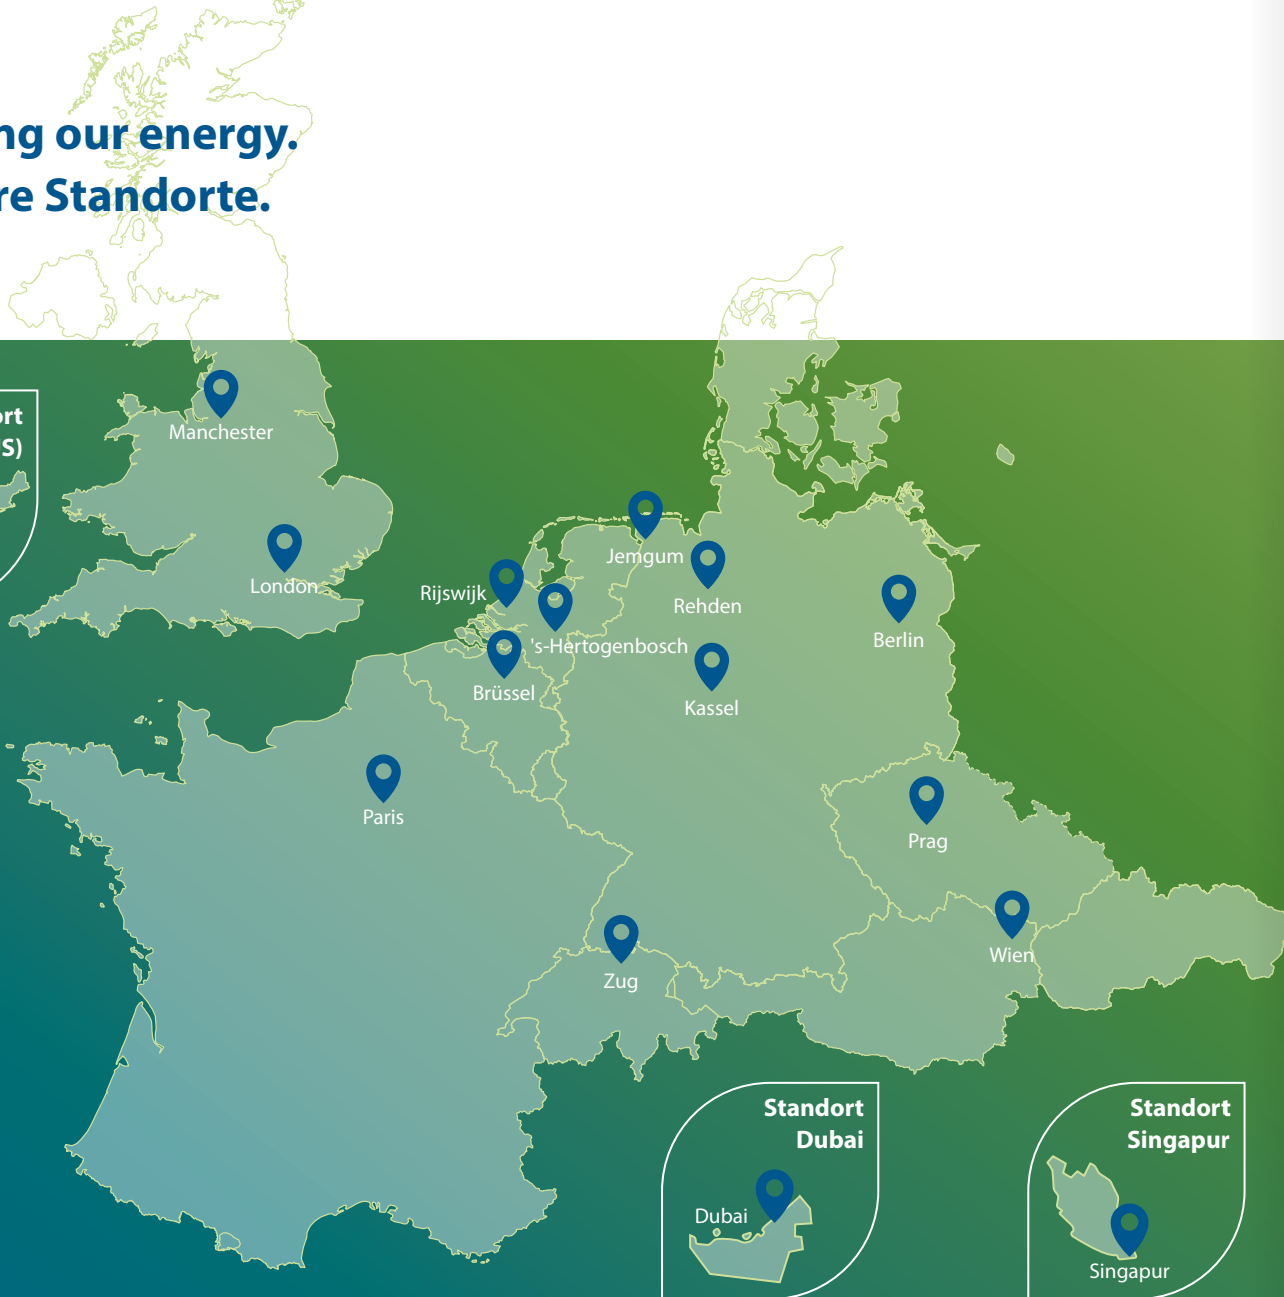 ng our energy.
re Standorte.
ort
S)
Manchester
London
Jemgum
Rijswijk
Rehden
's-Hertogenbosch
Berlin
Brüssel
Kassel
Paris
Prag
Wien
Zug
Standort
Dubai
Dubai
Standort
Singapur
Singapur